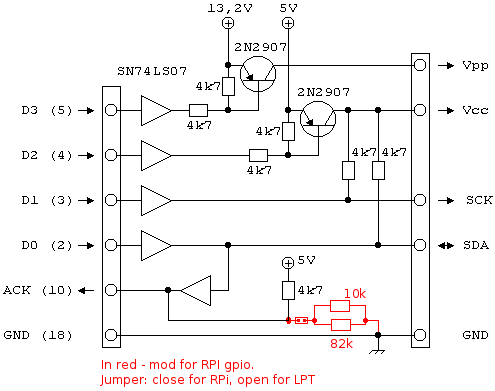 13,2V 5V
2N2907
SN74LS07
2N2907
4k7
D3 (5) 4k7
4k7
D2 (4) 4k7
4k7 4k7
D1 (3)
D0 (2)
ACK (10)
5V
4k7
10k
82k
GND (18)
Vpp
Vcc
SCK
SDA
GND
In red - mod for RPI gpio.
Jumper: close for RPi, open for LPT